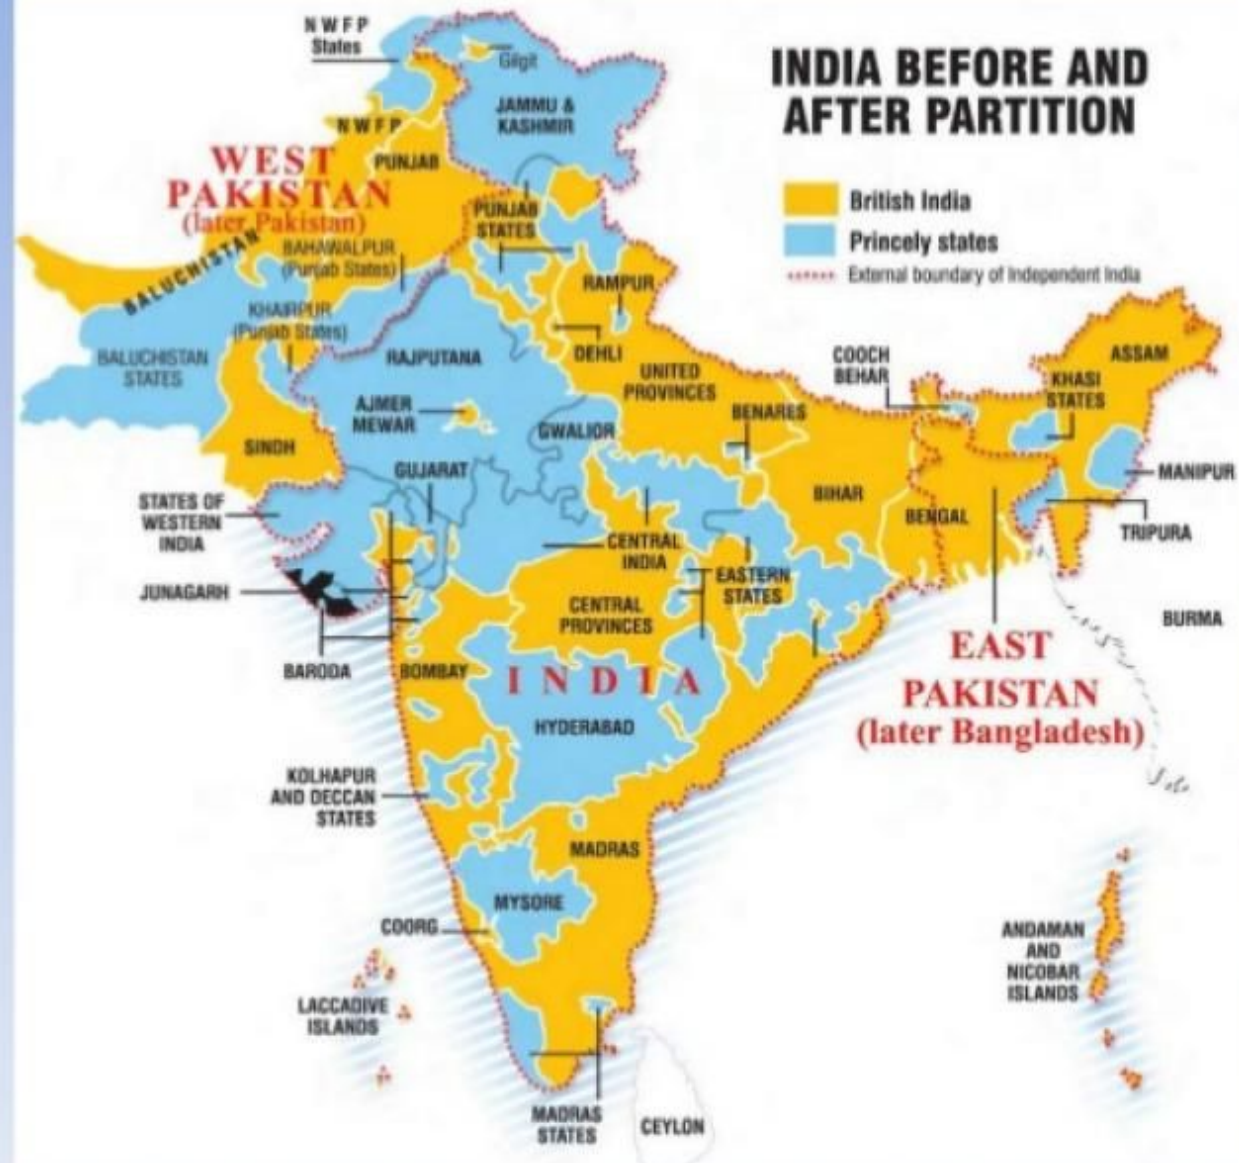 INDIA BEFORE AND
AFTER PARTITION
British India
Princely states
External boundary of Independent India
N W F P
States
Gilgit
JAMMU &
KASHMIR
N W F P
PUNJAB
WEST
PAKISTAN
(later Pakistan)
PUNJAB
STATES
BALUCHISTAN
BAHAWALPUR
(Punjab States)
RAMPUR
KHAIRPUR
(Punjab States)
BALUCHISTAN
STATES
RAJPUTANA
DEHLI
UNITED
PROVINCES
COOCH
BEHAR
ASSAM
KHASI
STATES
AJMER
MEWAR
GWALIOR
BENARES
SINDH
GUJARAT
BIHAR
MANIPUR
STATES OF
WESTERN
INDIA
BENGAL
TRIPURA
CENTRAL
INDIA
EASTERN
STATES
JUNAGARH
CENTRAL
PROVINCES
BURMA
BARODA
BOMBAY
INDIA
EAST
PAKISTAN
(later Bangladesh)
HYDERABAD
KOLHAPUR
AND DECCAN
STATES
MADRAS
MYSORE
COORG
ANDAMAN
AND
NICOBAR
ISLANDS
LACCADIVE
ISLANDS
MADRAS
STATES
CEYLON